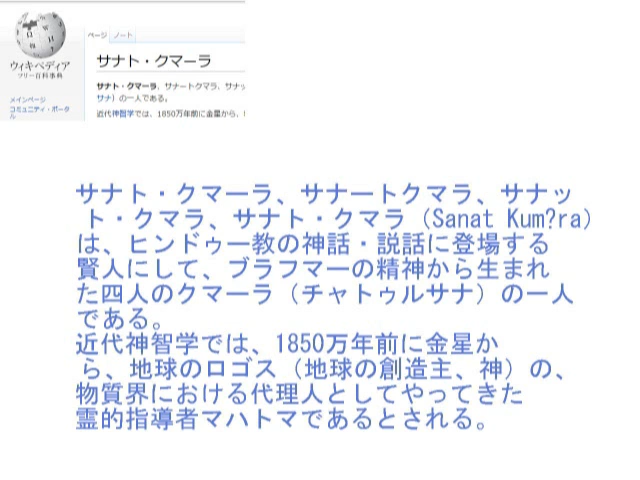 ウィキペディア
フリー百科事典
メインページ
コミュニティ・ポータル
ページ ノート
サナト・クマーラ
サナト・クマーラ、サナートクマラ、サナッ
サナ）の一人である。
近代神智学では、1850万年前に金星から、
サナト・クマーラ、サナートクマラ、サナッ
ト・クマラ、サナト・クマラ（Sanat Kum?ra）
は、ヒンドゥー教の神話・説話に登場する
賢人にして、ブラフマーの精神から生まれ
た四人のクマーラ（チャトゥルサナ）の一人
である。
近代神智学では、1850万年前に金星か
ら、地球のロゴス（地球の創造主、神）の、
物質界における代理人としてやってきた
霊的指導者マハトマであるとされる。